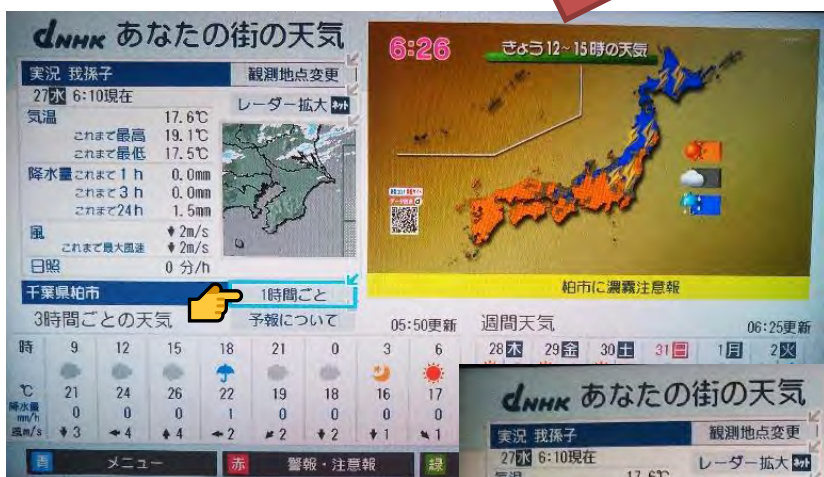 dNHK あなたの街の天気
実況 我孫子 観測地点変更
27水 6:10現在 レーダー拡大 ネット
気温 17.6℃
これまで最高 19.1℃
これまで最低 17.5℃
降水量 これまで1h 0.0mm
これまで3h 0.0mm
これまで24h 1.5mm
風 2m/s
これまで最大風速 2m/s
日照 0分/h
千葉県柏市 1時間ごと
3時間ごとの天気 予報について 05:50更新
時 9 12 15 18 21 0 3 6
℃ 21 24 26 22 19 18 16 17
降水量 mm/h 0 0 0 1 0 0 0 0
風m/s 3 4 4 2 2 2 1 1
青 メニュー 赤 警報・注意報 緑
6:26 きょう12~15時の天気
柏市に濃霧注意報
週間天気 06:25更新
28木 29金 30土 31日 1月 2火
dNHK あなたの街の天気
実況 我孫子 観測地点変更
27水 6:10現在 レーダー拡大 ネット
気温 17.6℃